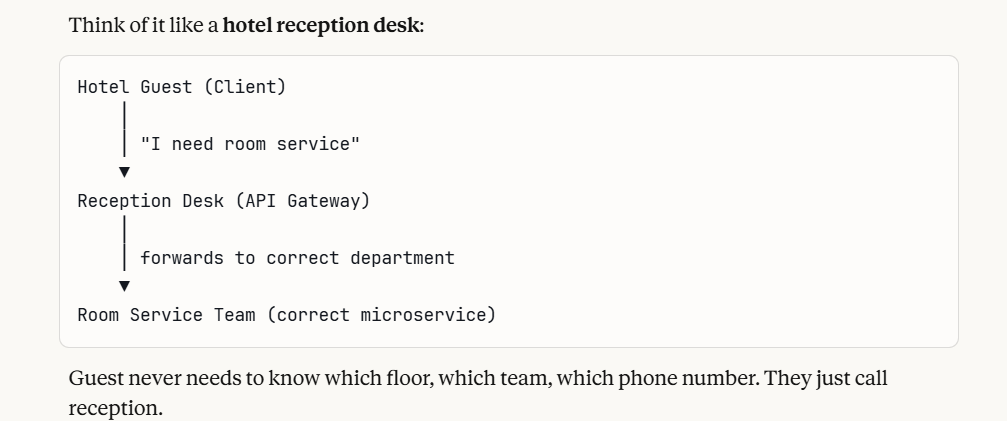 Think of it like a hotel reception desk:
Hotel Guest (Client)
"I need room service"
Reception Desk (API Gateway)
forwards to correct department
Room Service Team (correct microservice)
Guest never needs to know which floor, which team, which phone number. They just call
reception.